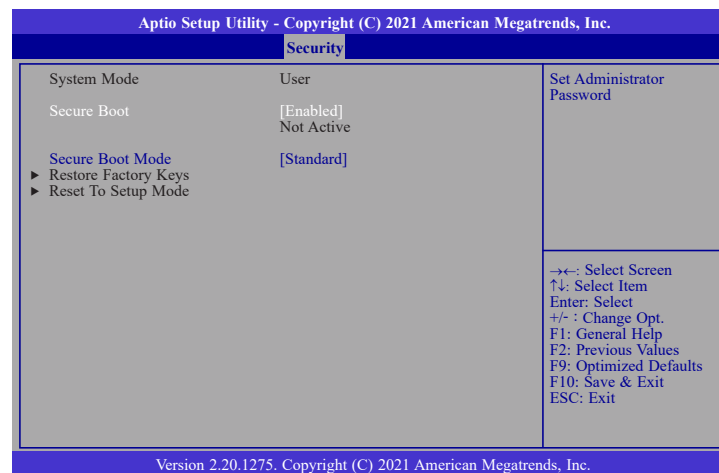 Aptio Setup Utility - Copyright (C) 2021 American Megatrends, Inc.
Security
System Mode User
Secure Boot [Enabled]
Not Active
Secure Boot Mode [Standard]
► Restore Factory Keys
► Reset To Setup Mode
Set Administrator
Password
→←: Select Screen
↑↓: Select Item
Enter: Select
+/- : Change Opt.
F1: General Help
F2: Previous Values
F9: Optimized Defaults
F10: Save & Exit
ESC: Exit
Version 2.20.1275. Copyright (C) 2021 American Megatrends, Inc.